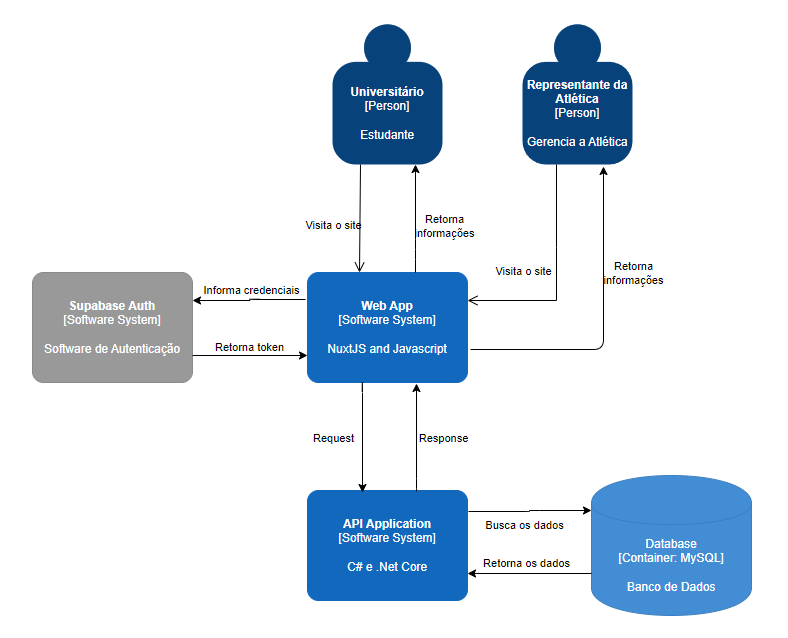 Universitário
[Person]
Estudante
Representante da
Atlética
[Person]
Gerencia a Atlética
Visita o site
Retorna
informações
Visita o site
Retorna
informações
Supabase Auth
[Software System]
Software de Autenticação
Informa credenciais
Retorna token
Web App
[Software System]
NuxtJS and Javascript
Request
Response
API Application
[Software System]
C# e .Net Core
Busca os dados
Retorna os dados
Database
[Container: MySQL]
Banco de Dados